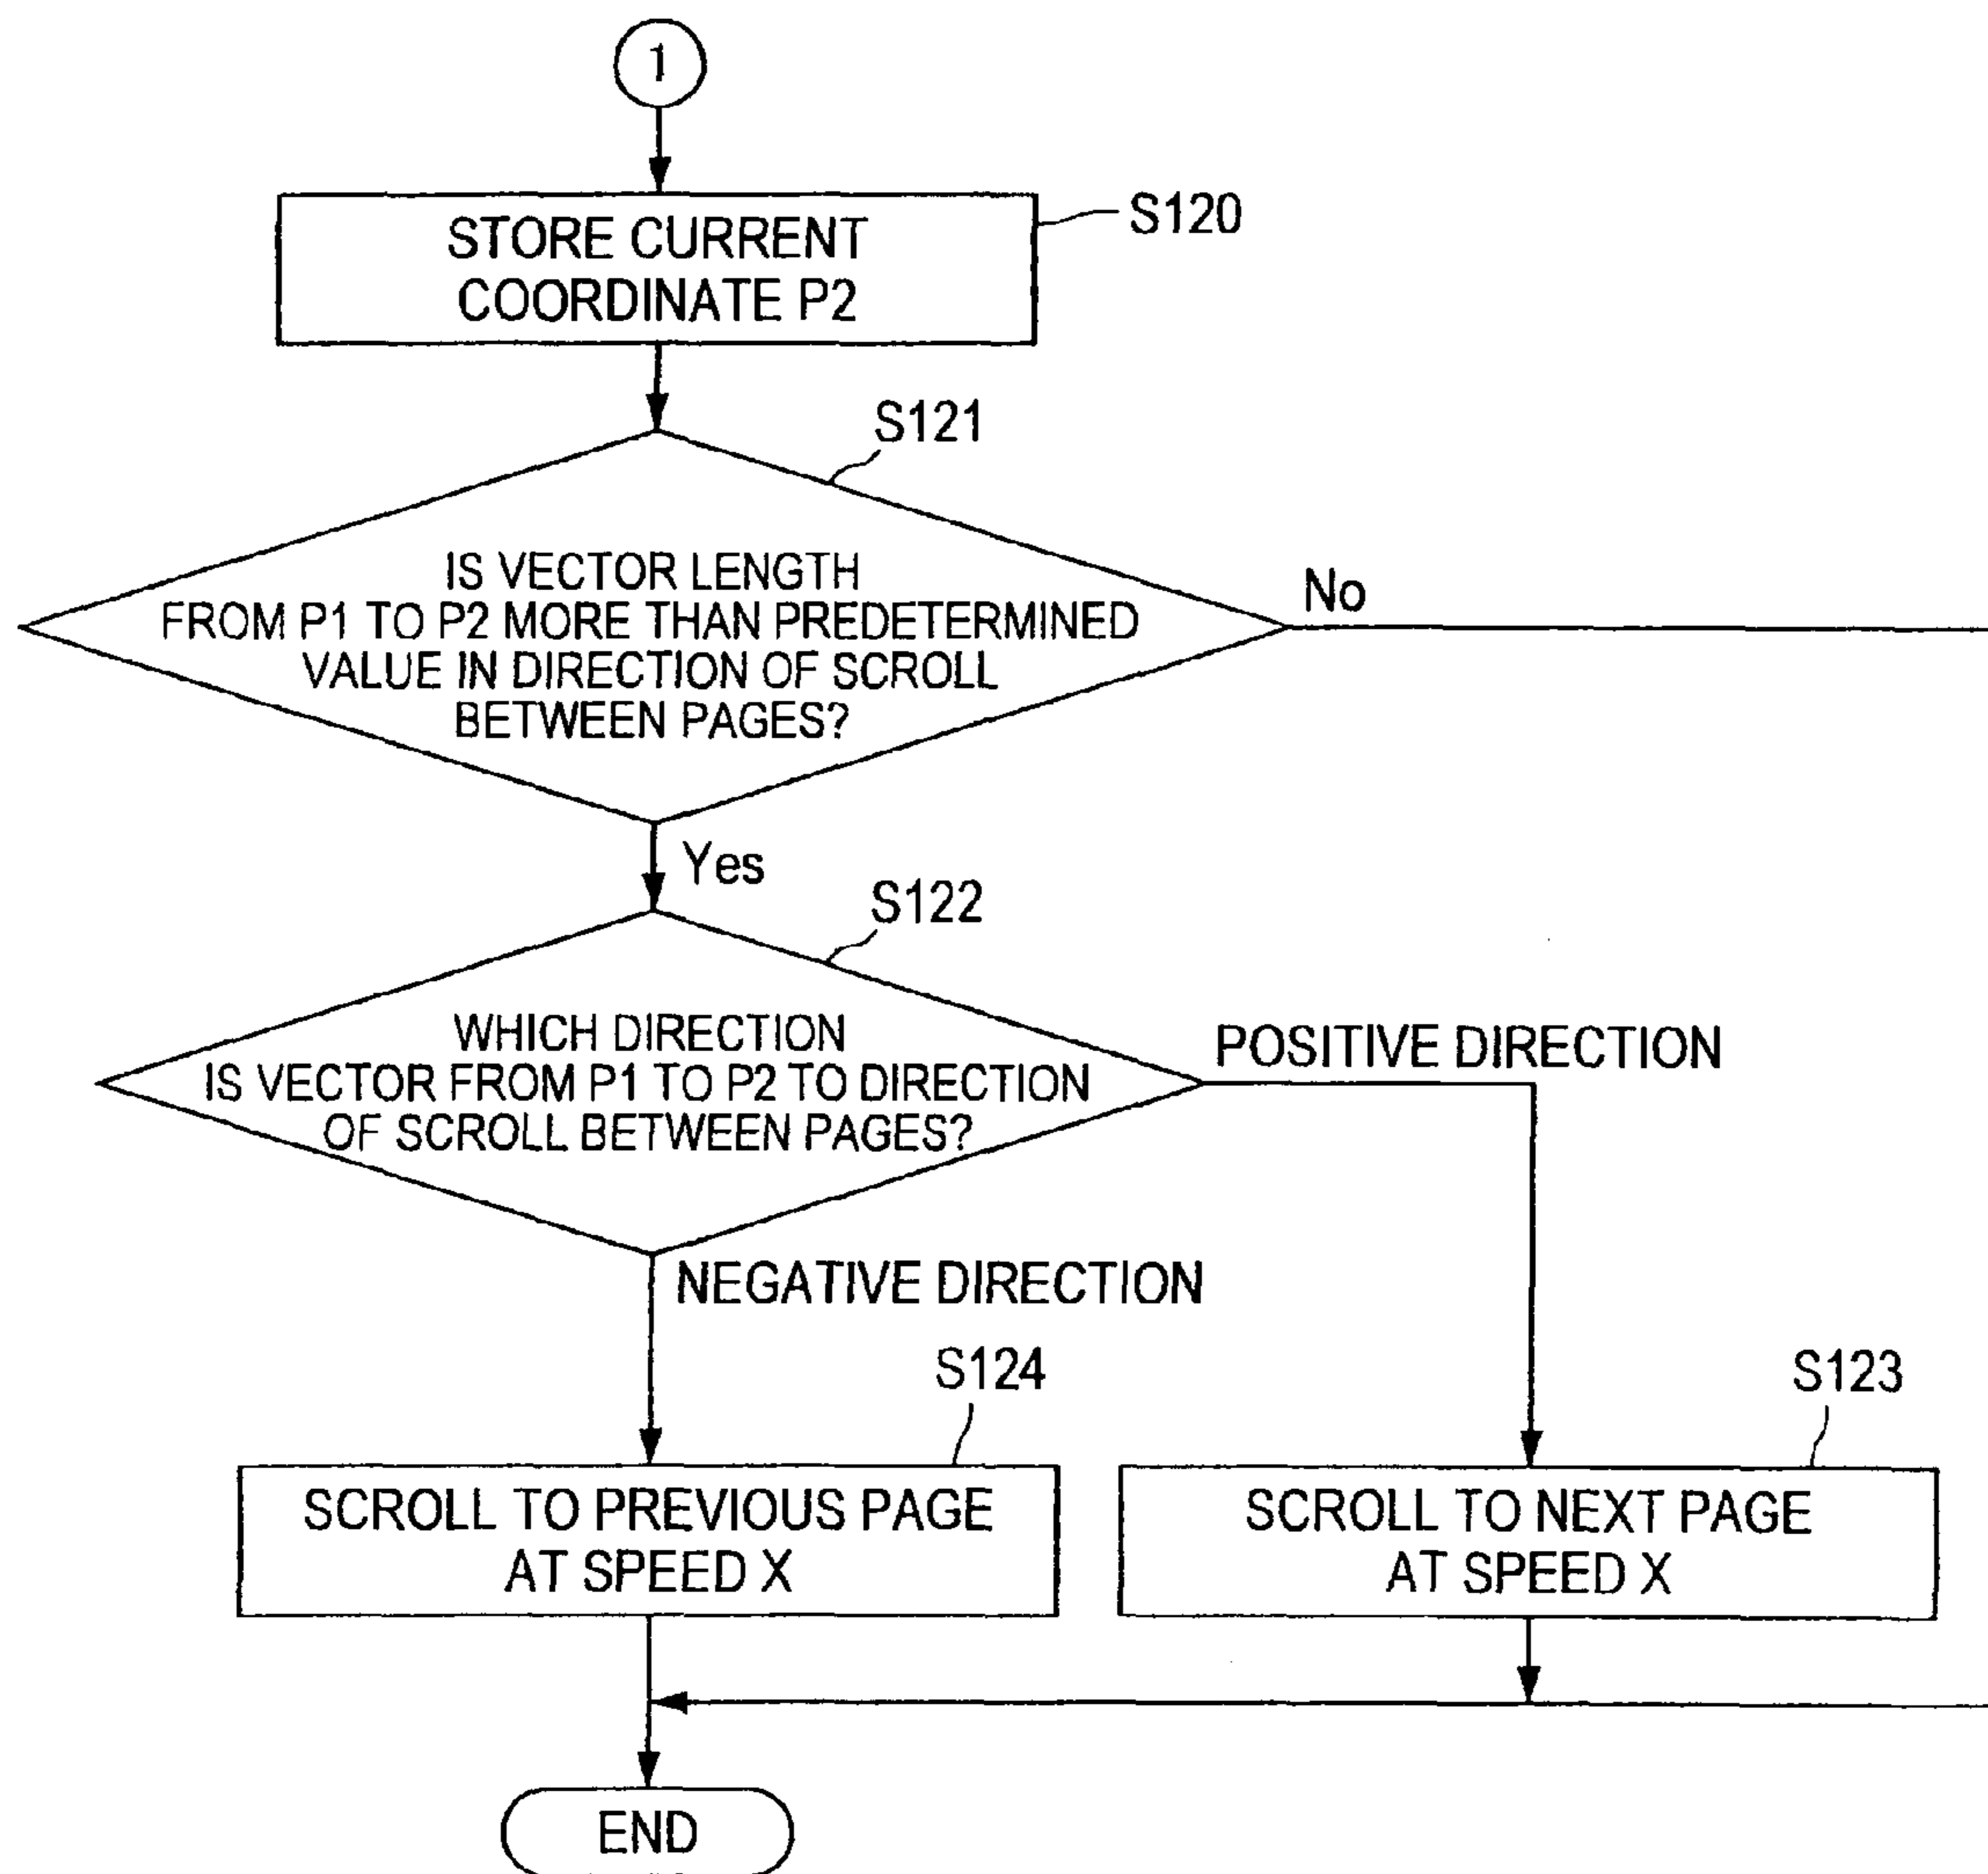 1
STORE CURRENT
COORDINATE P2
S120
S121
IS VECTOR LENGTH
FROM P1 TO P2 MORE THAN PREDETERMINED
VALUE IN DIRECTION OF SCROLL
BETWEEN PAGES?
No
Yes
S122
WHICH DIRECTION
IS VECTOR FROM P1 TO P2 TO DIRECTION
OF SCROLL BETWEEN PAGES?
POSITIVE DIRECTION
NEGATIVE DIRECTION
S124
S123
SCROLL TO PREVIOUS PAGE
AT SPEED X
SCROLL TO NEXT PAGE
AT SPEED X
END